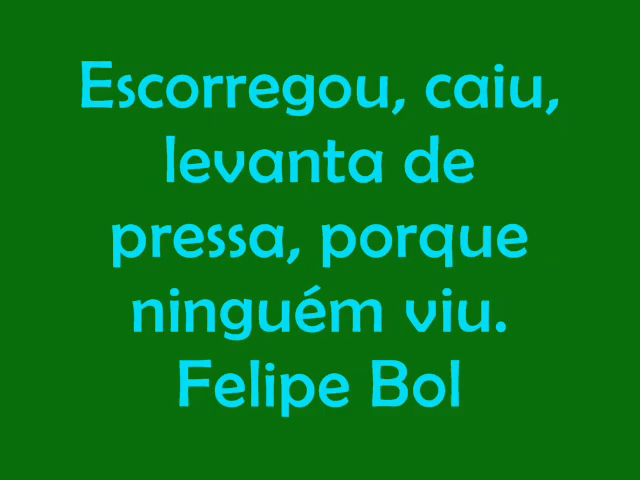 Escorregou, caiu,
levanta de
pressa, porque
ninguém viu.
Felipe Bol